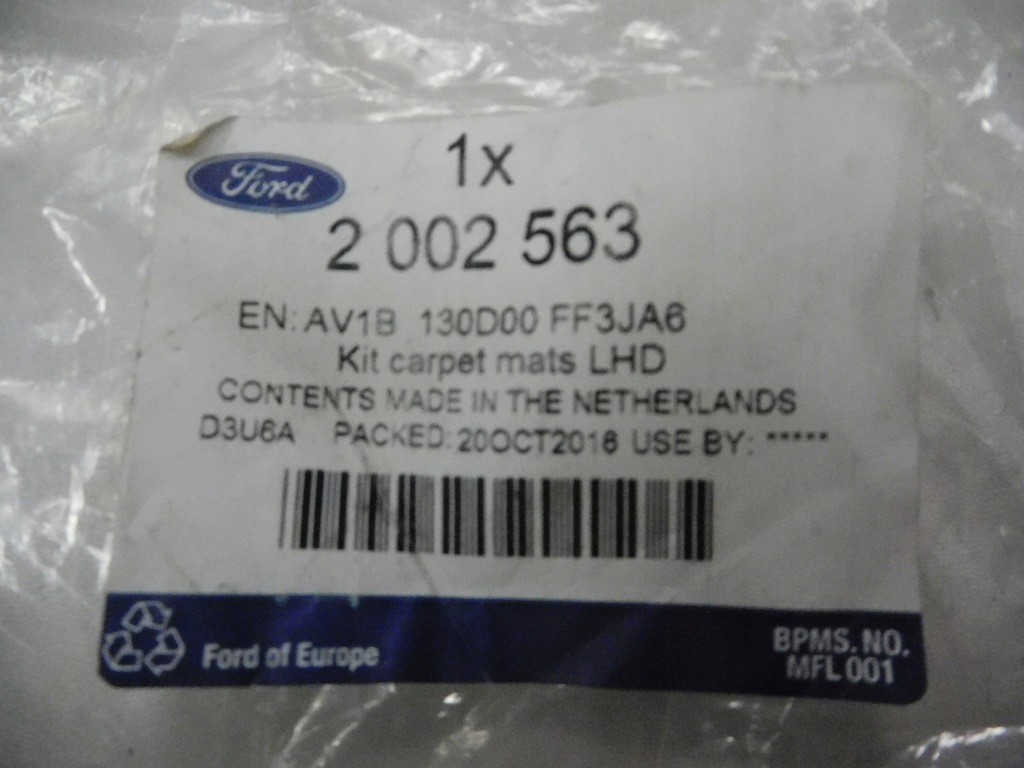 Ford
1x
2 002 563
EN: AV1B 130D00 FF3JA6
Kit carpet mats LHD
CONTENTS MADE IN THE NETHERLANDS
D3U6A PACKED: 20OCT2016 USE BY: *****
Ford of Europe
BPMS. NO.
MFL 001